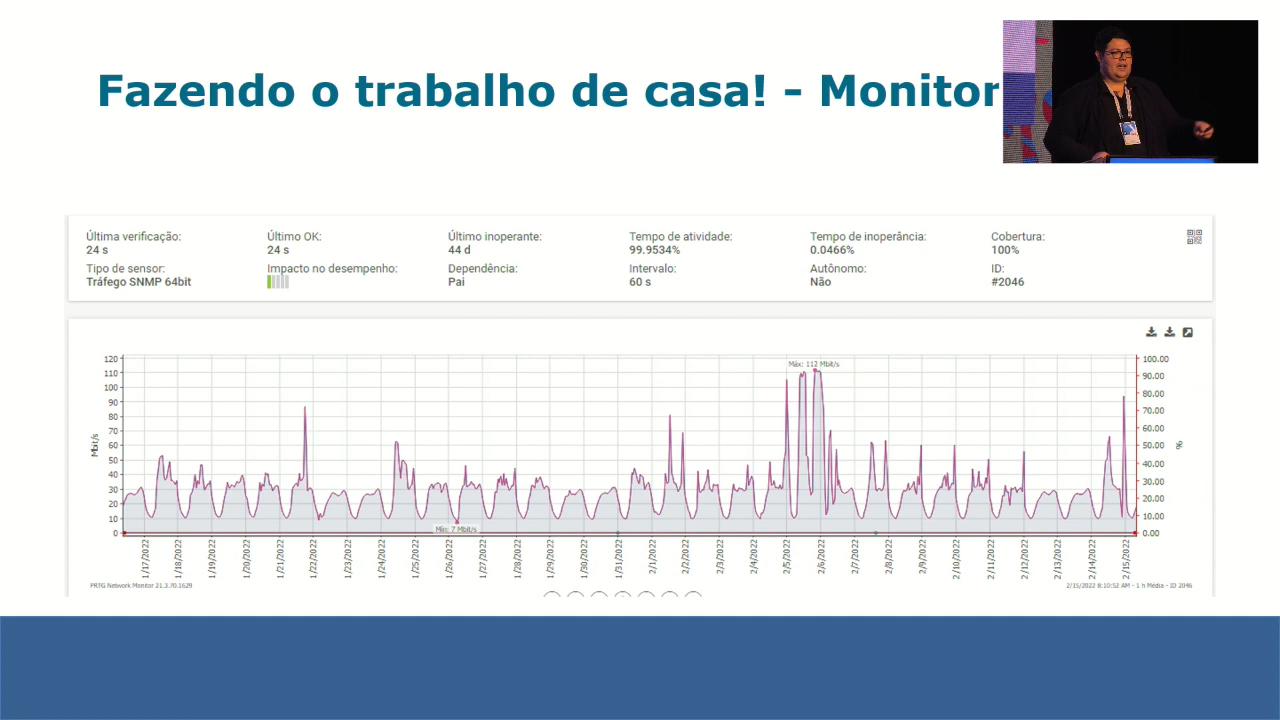 Fazendo o trabalho de casa! - Monitor
Última verificação:
24 s
Último OK:
24 s
Último inoperante:
44 d
Tempo de atividade:
99.9534%
Tempo de inoperância:
0.0466%
Cobertura:
100%
Tipo de sensor:
Tráfego SNMP 64bit
Impacto no desempenho:
Dependência:
Pai
Intervalo:
60 s
Autônomo:
Não
ID:
#2046
Máx: 112 Mbit/s
120
110
100
90
80
70
60
50
40
30
20
10
0
Mbit/s
100.00
90.00
80.00
70.00
60.00
50.00
40.00
30.00
20.00
10.00
0.00
%
Mín: 7 Mbit/s
1/17/2022
1/18/2022
1/19/2022
1/20/2022
1/21/2022
1/22/2022
1/23/2022
1/24/2022
1/25/2022
1/26/2022
1/27/2022
1/28/2022
1/29/2022
1/30/2022
1/31/2022
2/1/2022
2/2/2022
2/3/2022
2/4/2022
2/5/2022
2/6/2022
2/7/2022
2/8/2022
2/9/2022
2/10/2022
2/11/2022
2/12/2022
2/13/2022
2/14/2022
2/15/2022
PRTG Network Monitor 21.3.70.1629
2/15/2022 8:10:52 AM - 1 h Média - ID 2046